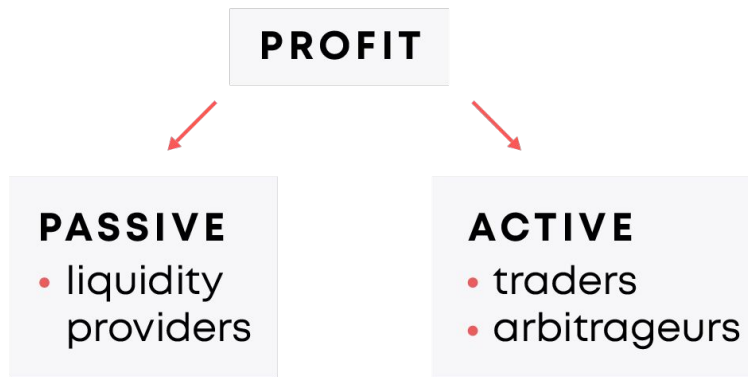 PROFIT
PASSIVE
• liquidity
providers
ACTIVE
• traders
• arbitrageurs